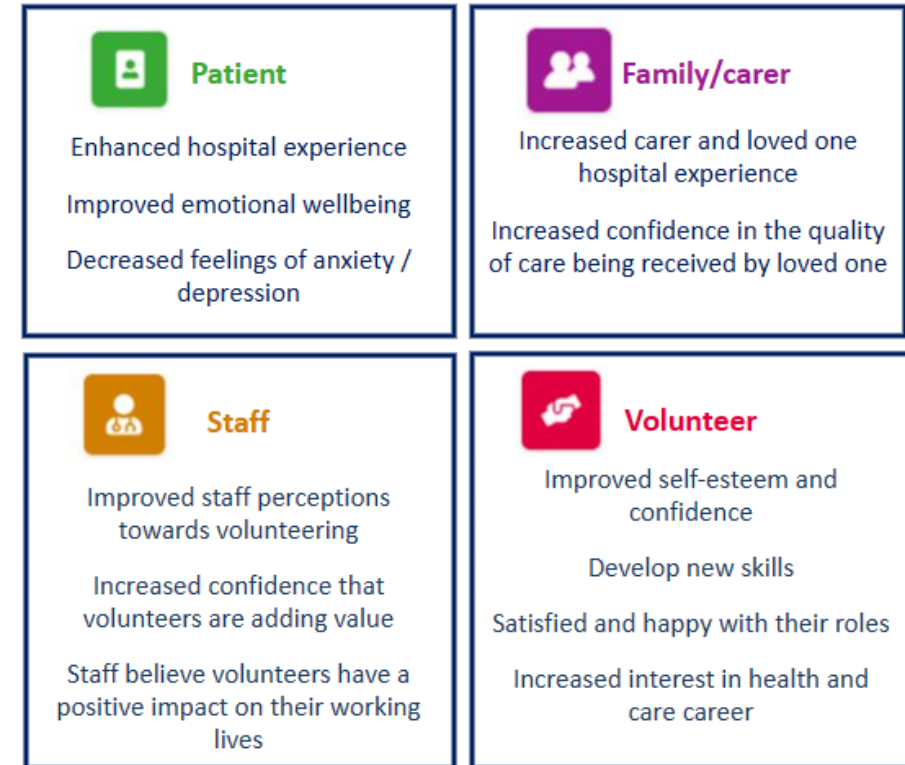 Patient
Enhanced hospital experience
Improved emotional wellbeing
Decreased feelings of anxiety /
depression
Family/carer
Increased carer and loved one
hospital experience
Increased confidence in the quality
of care being received by loved one
Staff
Improved staff perceptions
towards volunteering
Increased confidence that
volunteers are adding value
Staff believe volunteers have a
positive impact on their working
lives
Volunteer
Improved self-esteem and
confidence
Develop new skills
Satisfied and happy with their roles
Increased interest in health and
care career